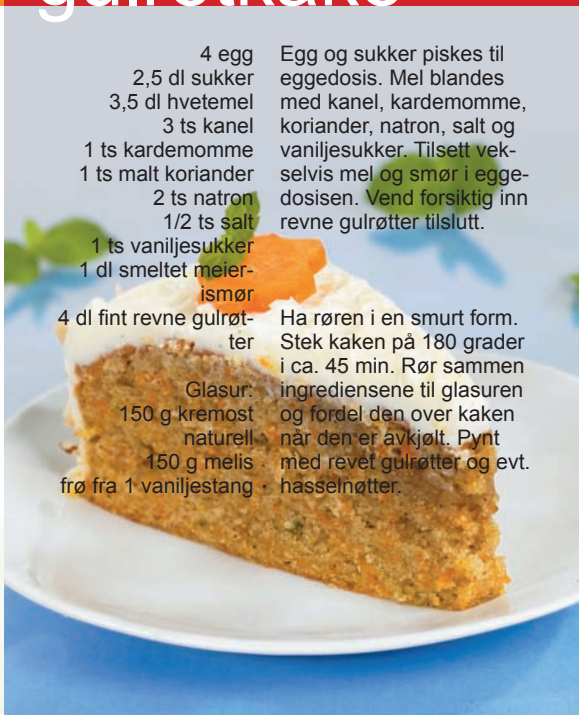 gulrotkake
4 egg
2,5 dl sukker
3,5 dl hvetemel
3 ts kanel
1 ts kardemomme
1 ts malt koriander
2 ts natron
1/2 ts salt
1 ts vaniljesukker
1 dl smeltet meier-
ismør
4 dl fint revne gulrøt-
ter
Glasur:
150 g kremost
naturell
150 g melis
frø fra 1 vaniljestang
Egg og sukker piskes til
eggedosis. Mel blandes
med kanel, kardemomme,
koriander, natron, salt og
vaniljesukker. Tilsett vek-
selvis mel og smør i egge-
dosisen. Vend forsiktig inn
revne gulrøtter tilslutt.
Ha røren i en smurt form.
Stek kaken på 180 grader
i ca. 45 min. Rør sammen
ingrediensene til glasuren
og fordel den over kaken
når den er avkjølt. Pynt
med revet gulrøtter og evt.
hasselnøtter.